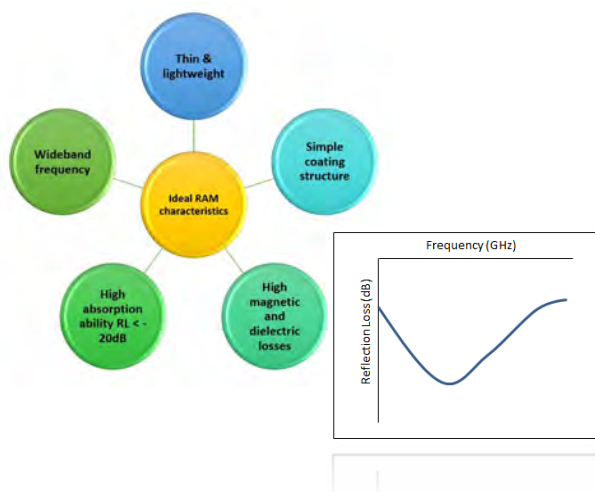 Thin &
lightweight
Wideband
frequency
Simple
coating
structure
Ideal RAM
characteristics
High
absorption
ability RL < -
20dB
High
magnetic
and
dielectric
losses
Frequency (GHz)
Reflection Loss (dB)